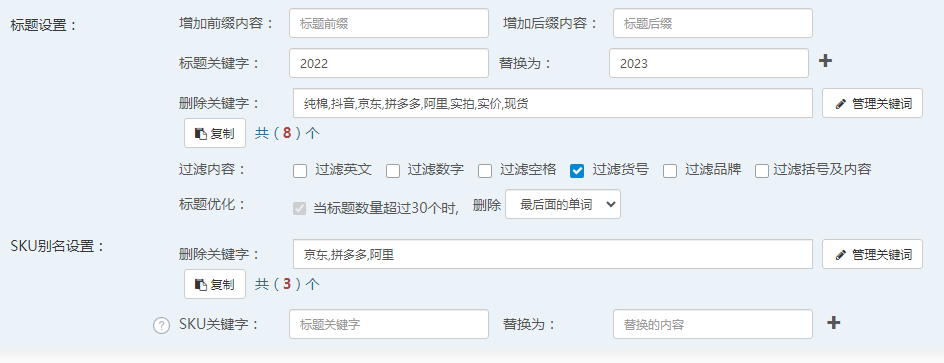 标题设置： 增加前缀内容： 标题前缀 增加后缀内容： 标题后缀
标题关键字： 2022 替换为： 2023
删除关键字： 纯棉,抖音,京东,拼多多,阿里,实拍,实价,现货 管理关键词
复制 共（8）个
过滤内容： 过滤英文 过滤数字 过滤空格 过滤货号 过滤品牌 过滤括号及内容
标题优化： 当标题数量超过30个时, 删除 最后面的单词
SKU别名设置： 删除关键字： 京东,拼多多,阿里 管理关键词
复制 共（3）个
? SKU关键字： 标题关键字 替换为： 替换的内容